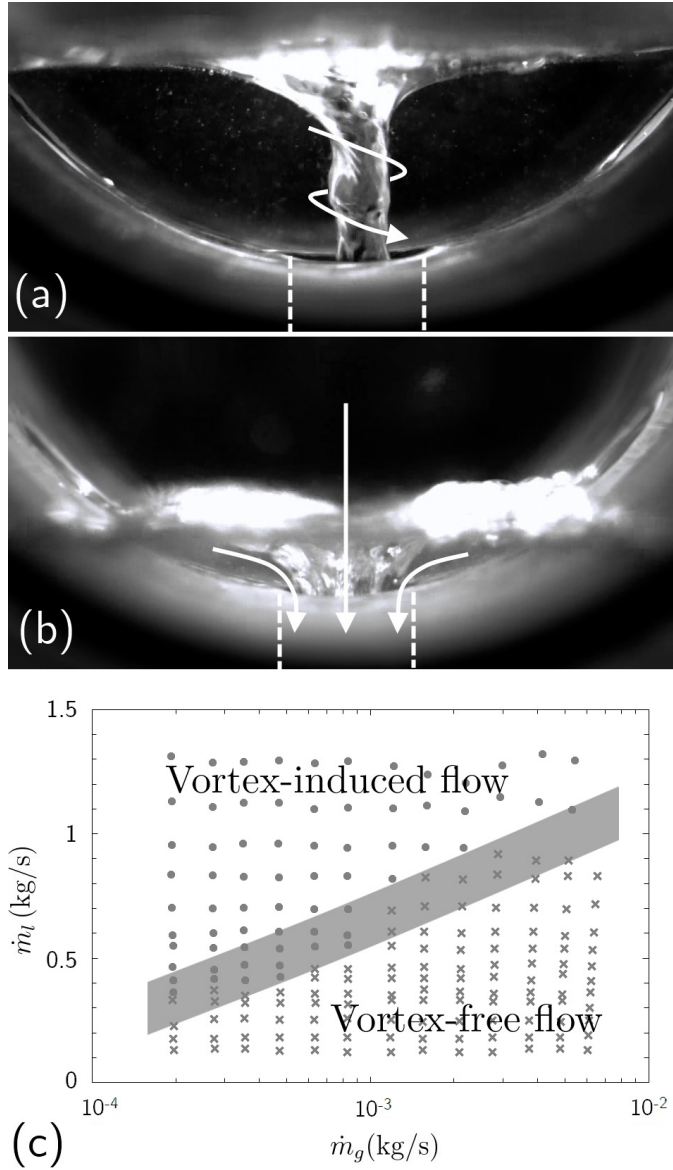 (a)
(b)
1.5
Vortex-induced flow
1
ṁ_l (kg/s)
0.5
Vortex-free flow
0
10^-4
10^-3
10^-2
ṁ_g(kg/s)
(c)